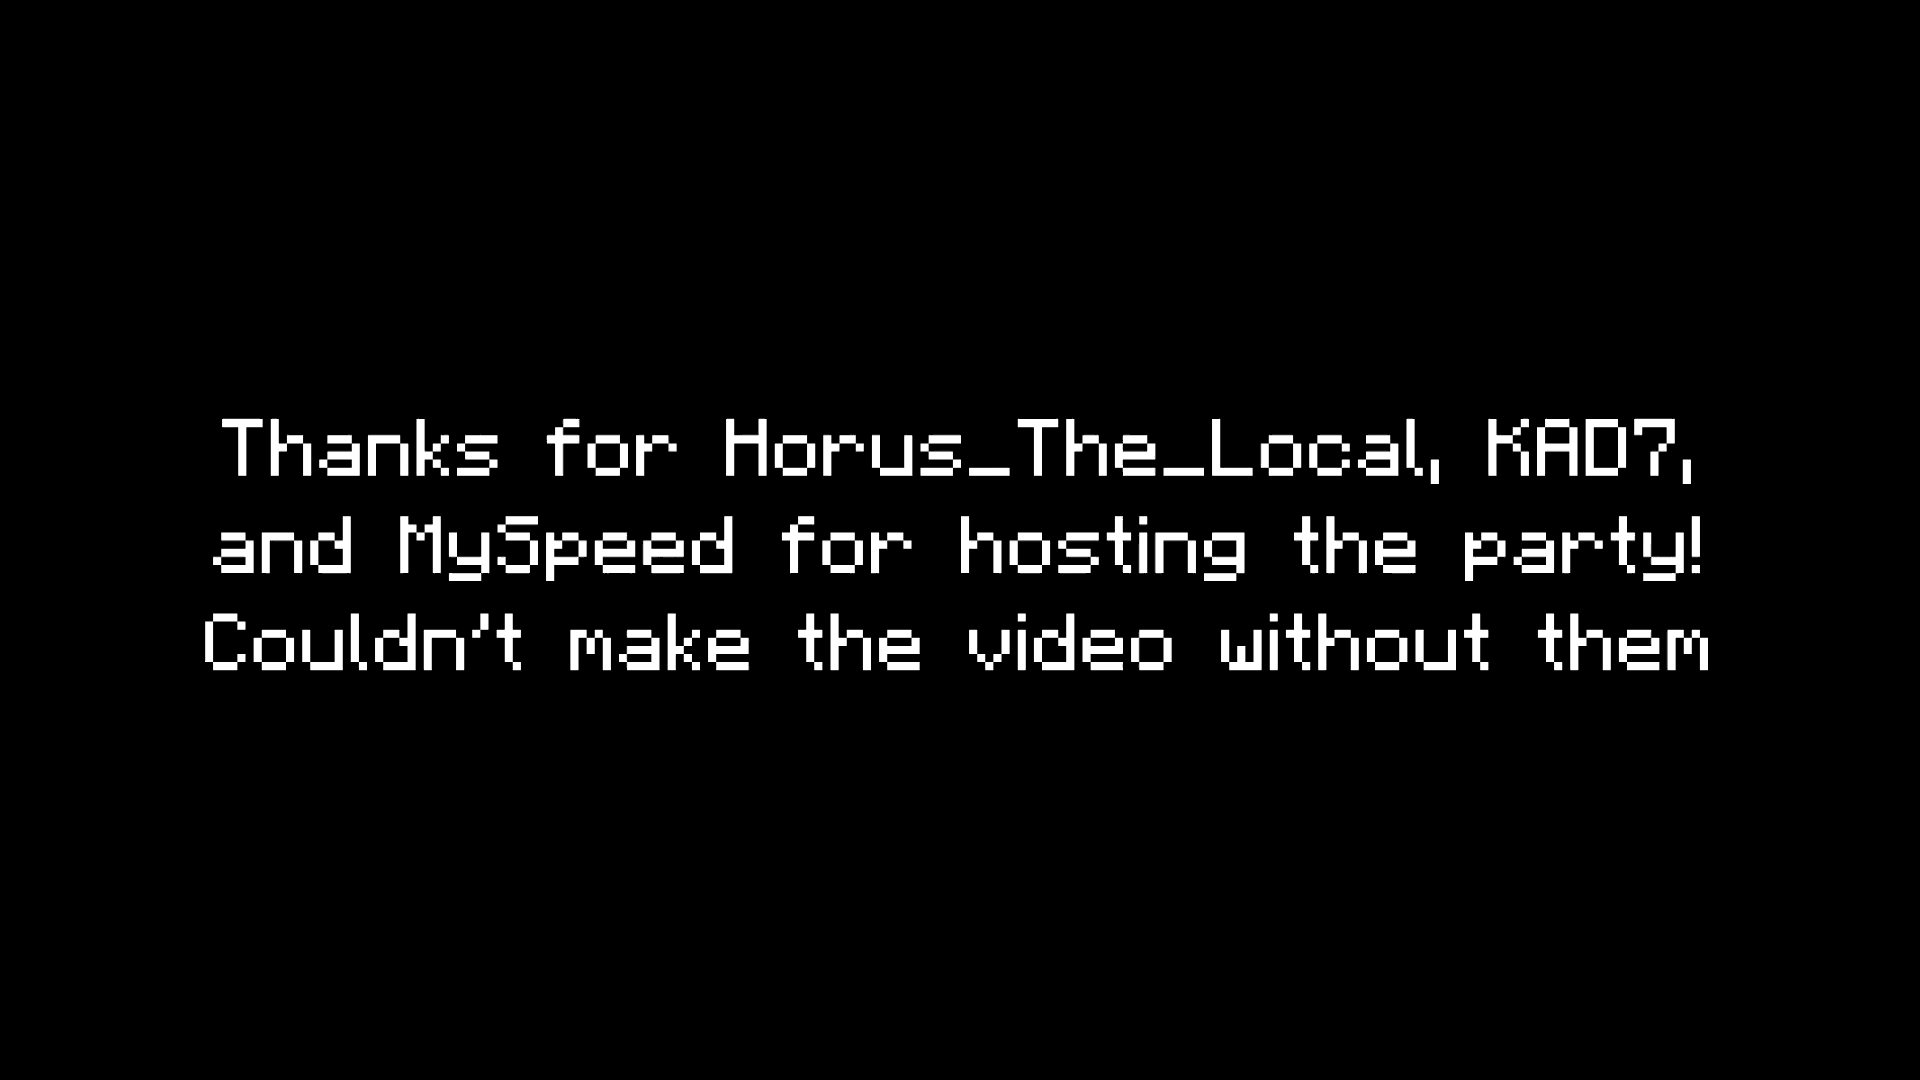 Thanks for Horus_The_Local, KAD7,
and MySpeed for hosting the party!
Couldn't make the video without them